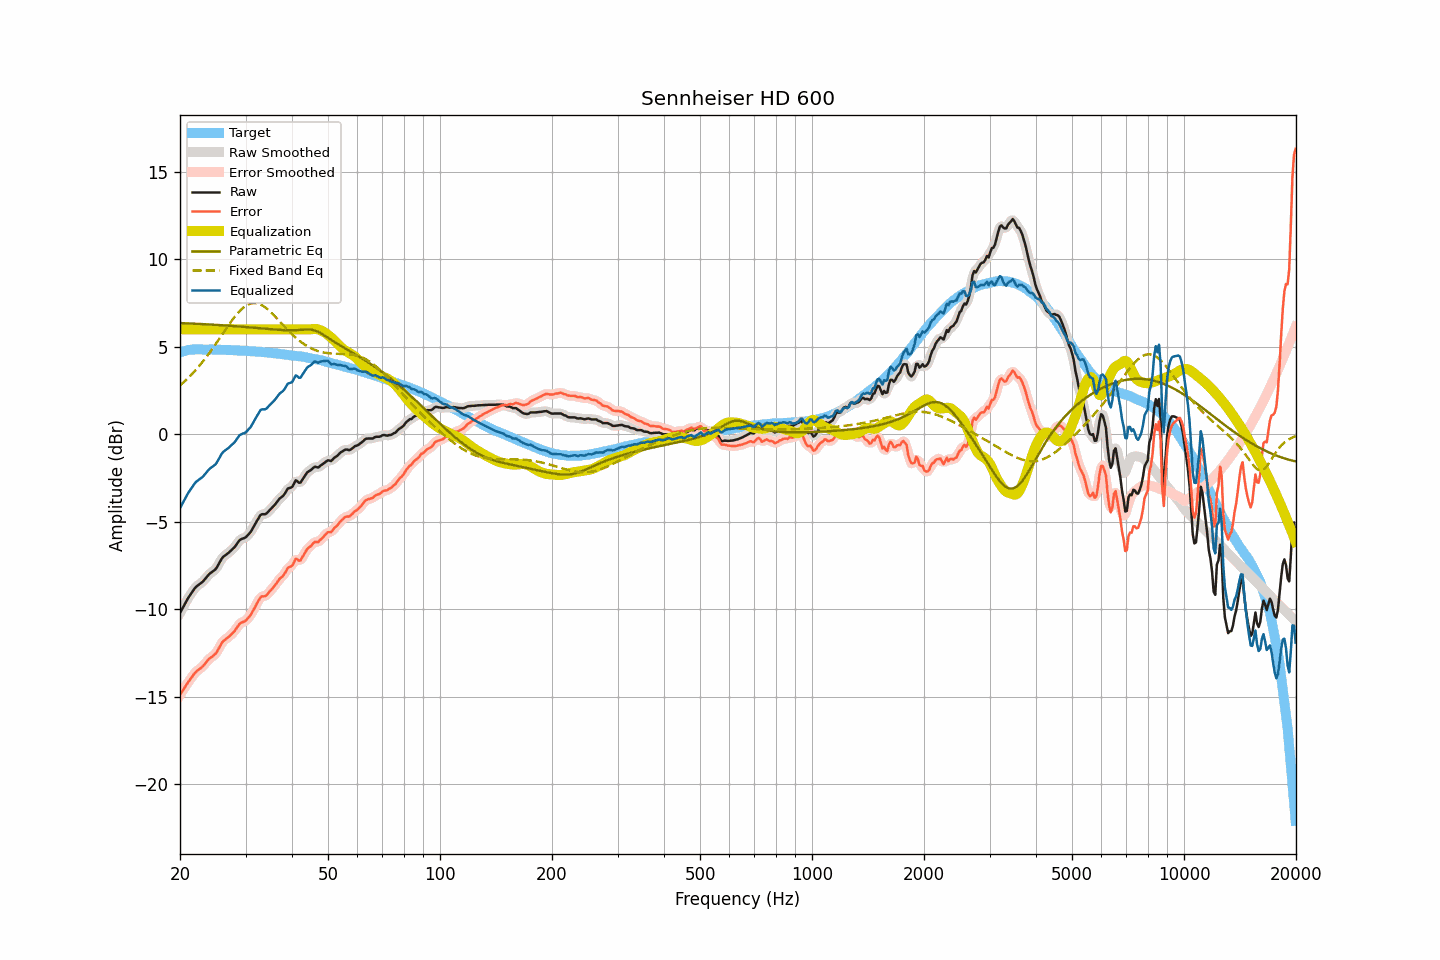 Sennheiser HD 600
Target
Raw Smoothed
Error Smoothed
Raw
Error
Equalization
Parametric Eq
Fixed Band Eq
Equalized
15
10
5
0
−5
−10
−15
−20
Amplitude (dBr)
20 50 100 200 500 1000 2000 5000 10000 20000
Frequency (Hz)